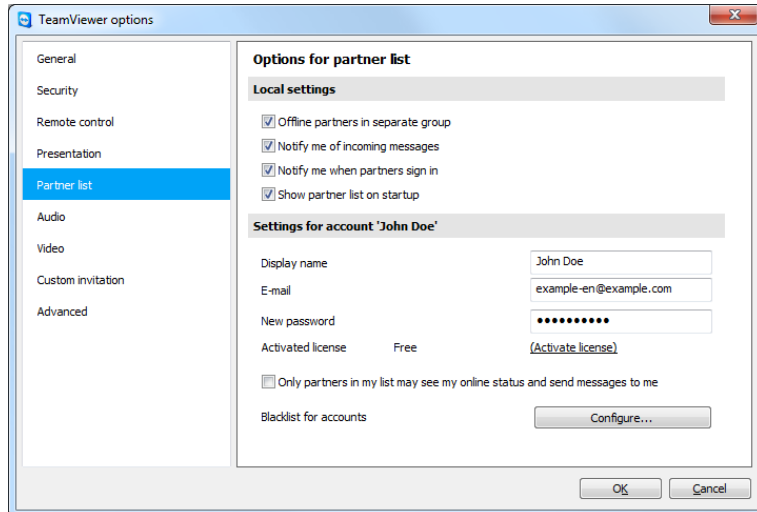 TeamViewer options
General
Security
Remote control
Presentation
Partner list
Audio
Video
Custom invitation
Advanced
Options for partner list
Local settings
Offline partners in separate group
Notify me of incoming messages
Notify me when partners sign in
Show partner list on startup
Settings for account 'John Doe'
Display name John Doe
E-mail example-en@example.com
New password ••••••••••
Activated license Free (Activate license)
Only partners in my list may see my online status and send messages to me
Blacklist for accounts Configure...
OK Cancel